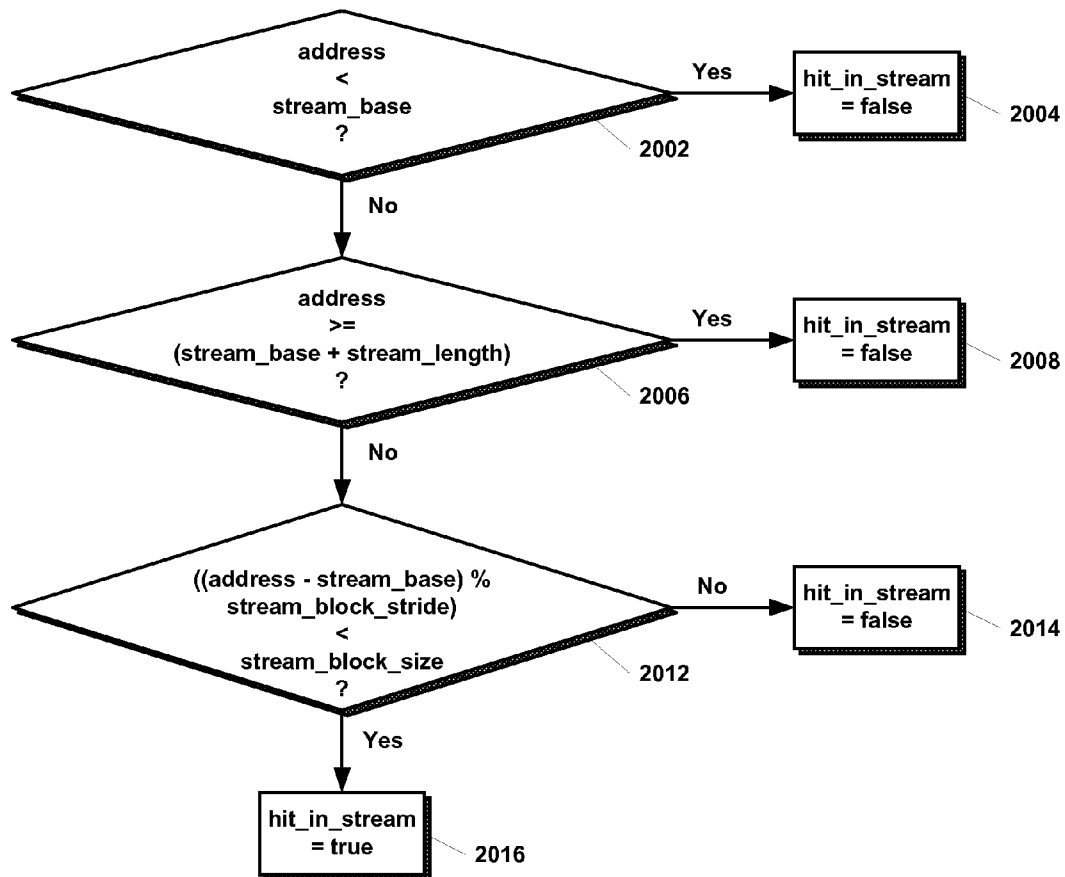 address
<
stream_base
?
Yes
hit_in_stream
= false
2004
2002
No
address
>=
(stream_base + stream_length)
?
Yes
hit_in_stream
= false
2008
2006
No
((address - stream_base) %
stream_block_stride)
<
stream_block_size
?
No
hit_in_stream
= false
2014
2012
Yes
hit_in_stream
= true
2016